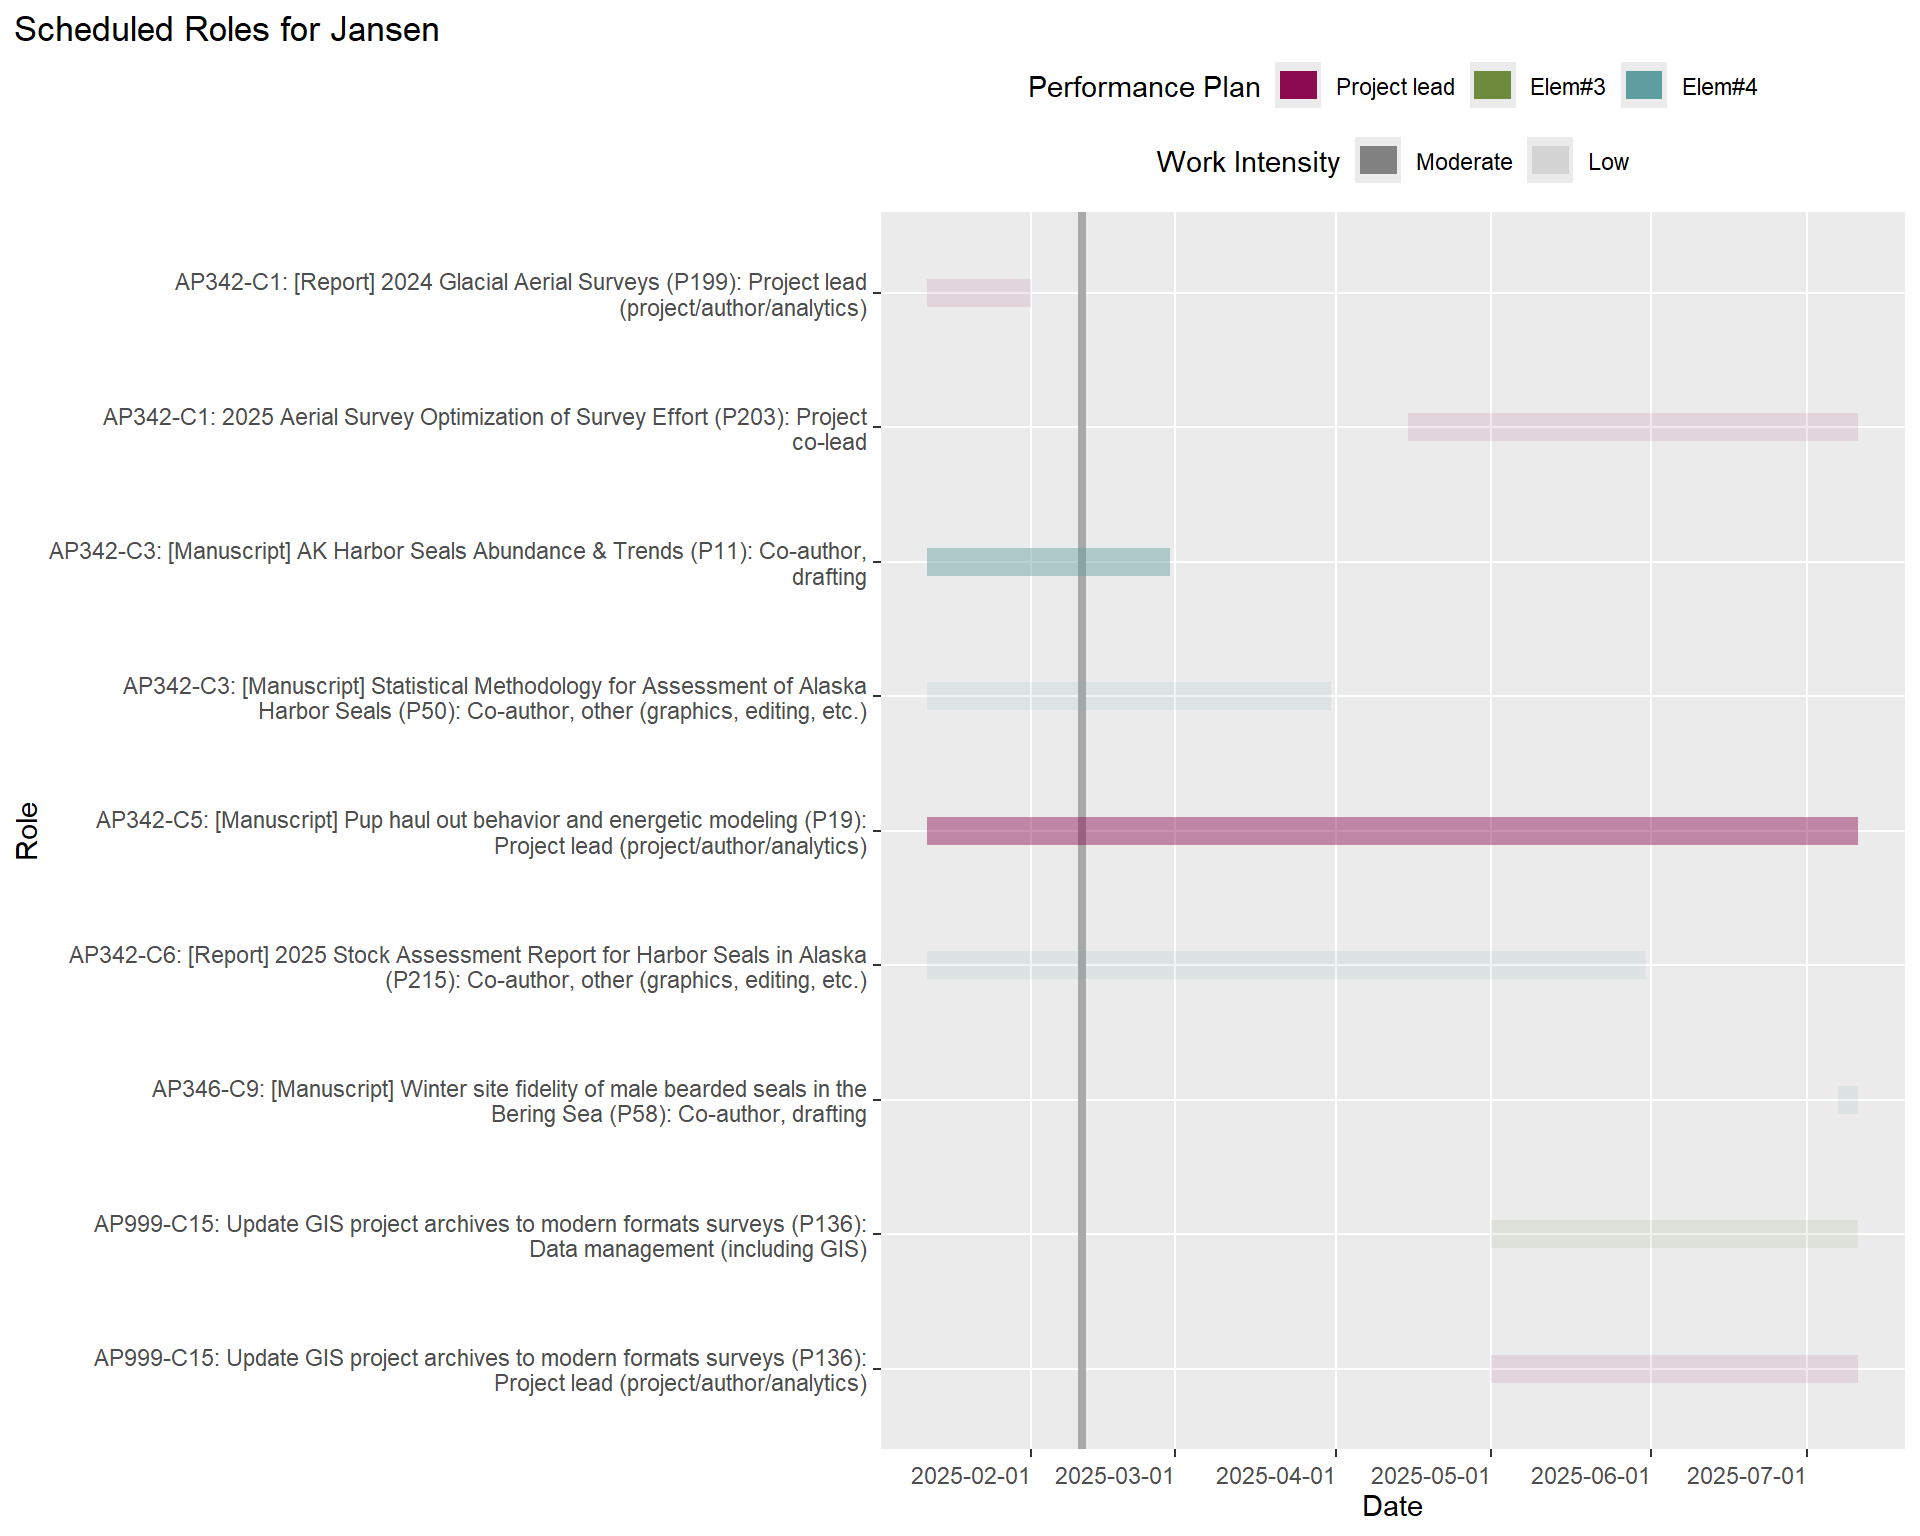 Scheduled Roles for Jansen
Performance Plan Project lead Elem#3 Elem#4
Work Intensity Moderate Low
AP342-C1: [Report] 2024 Glacial Aerial Surveys (P199): Project lead
(project/author/analytics)
AP342-C1: 2025 Aerial Survey Optimization of Survey Effort (P203): Project
co-lead
AP342-C3: [Manuscript] AK Harbor Seals Abundance & Trends (P11): Co-author,
drafting
AP342-C3: [Manuscript] Statistical Methodology for Assessment of Alaska
Harbor Seals (P50): Co-author, other (graphics, editing, etc.)
AP342-C5: [Manuscript] Pup haul out behavior and energetic modeling (P19):
Project lead (project/author/analytics)
AP342-C6: [Report] 2025 Stock Assessment Report for Harbor Seals in Alaska
(P215): Co-author, other (graphics, editing, etc.)
AP346-C9: [Manuscript] Winter site fidelity of male bearded seals in the
Bering Sea (P58): Co-author, drafting
AP999-C15: Update GIS project archives to modern formats surveys (P136):
Data management (including GIS)
AP999-C15: Update GIS project archives to modern formats surveys (P136):
Project lead (project/author/analytics)
Role
2025-02-01 2025-03-01 2025-04-01 2025-05-01 2025-06-01 2025-07-01
Date